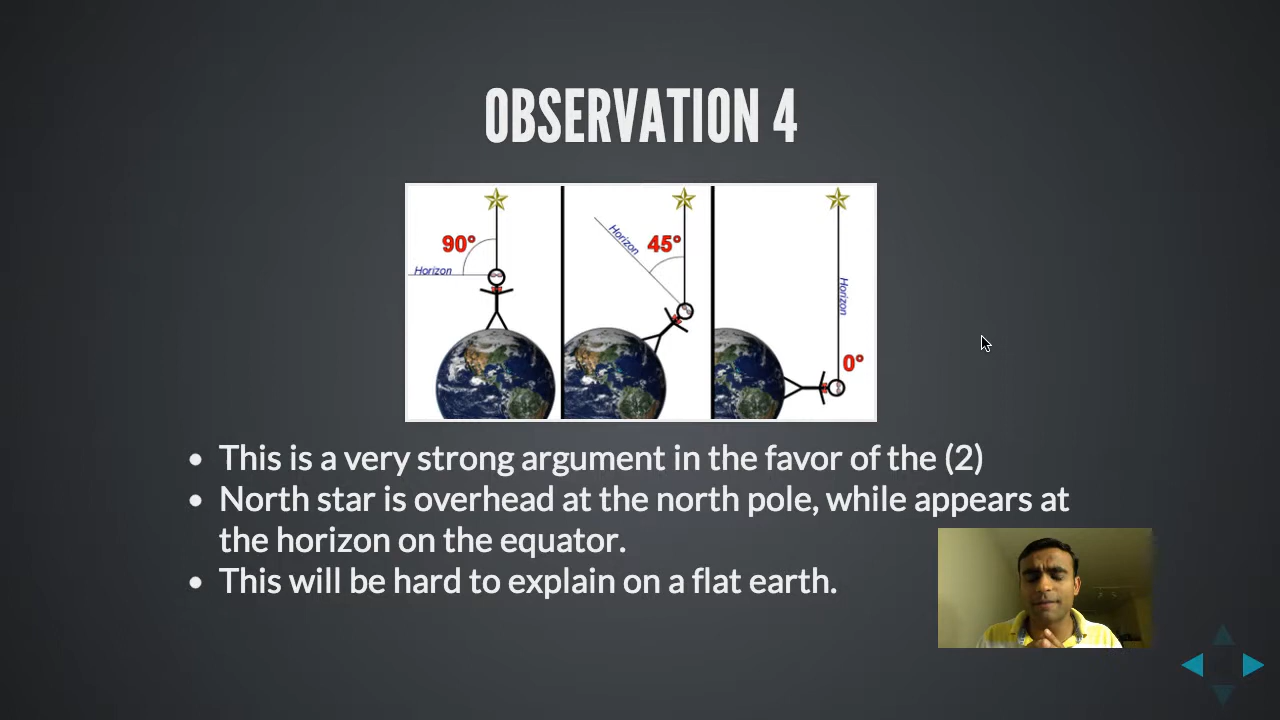 OBSERVATION 4
90°
Horizon
Horizon
45°
Horizon
0°
• This is a very strong argument in the favor of the (2)
• North star is overhead at the north pole, while appears at
the horizon on the equator.
• This will be hard to explain on a flat earth.